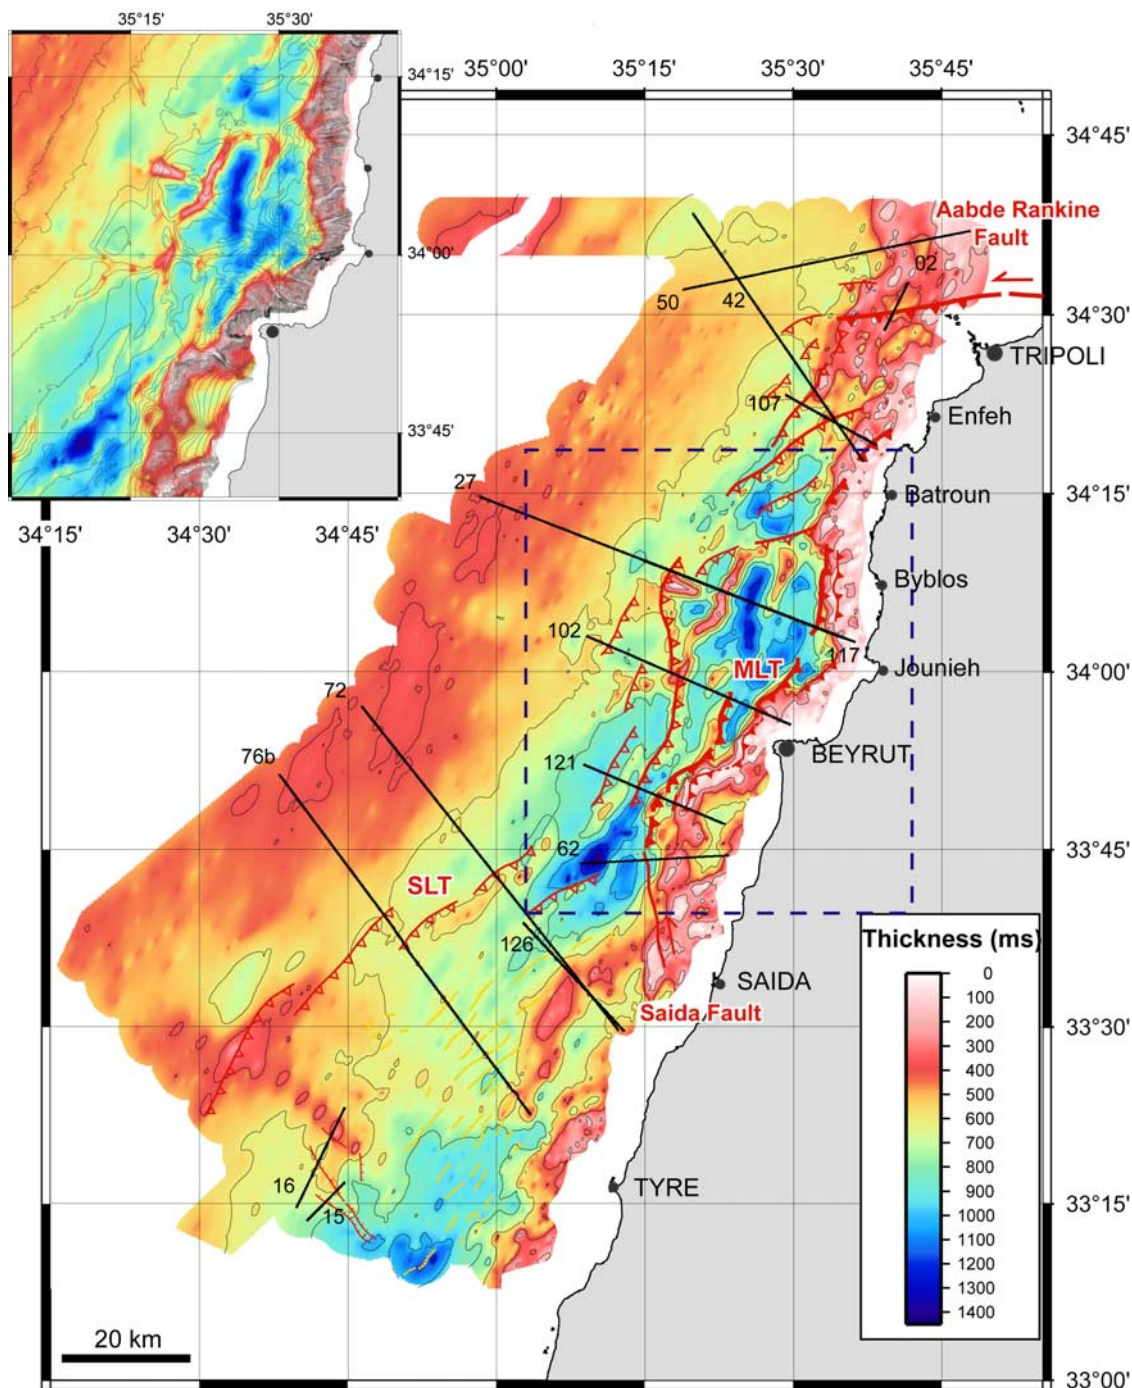 35°15' 35°30'
34°15'
34°00'
33°45'
35°00' 35°15' 35°30' 35°45'
34°45'
Aabde Rankine
Fault
02
50 42
34°30'
TRIPOLI
107
Enfeh
27
34°15'
Batroun
34°15' 34°30' 34°45'
Byblos
102
117
MLT
34°00'
Jounieh
72
76b
121
BEYRUT
62
33°45'
SLT
126
SAIDA
Saida Fault
33°30'
16
15
TYRE
33°15'
20 km
33°00'
Thickness (ms)
0
100
200
300
400
500
600
700
800
900
1000
1100
1200
1300
1400